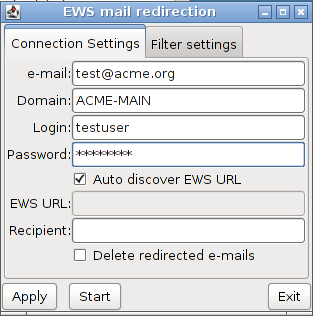 EWS mail redirection
Connection Settings Filter settings
e-mail: test@acme.org
Domain: ACME-MAIN
Login: testuser
Password: ********
Auto discover EWS URL
EWS URL:
Recipient:
Delete redirected e-mails
Apply Start Exit